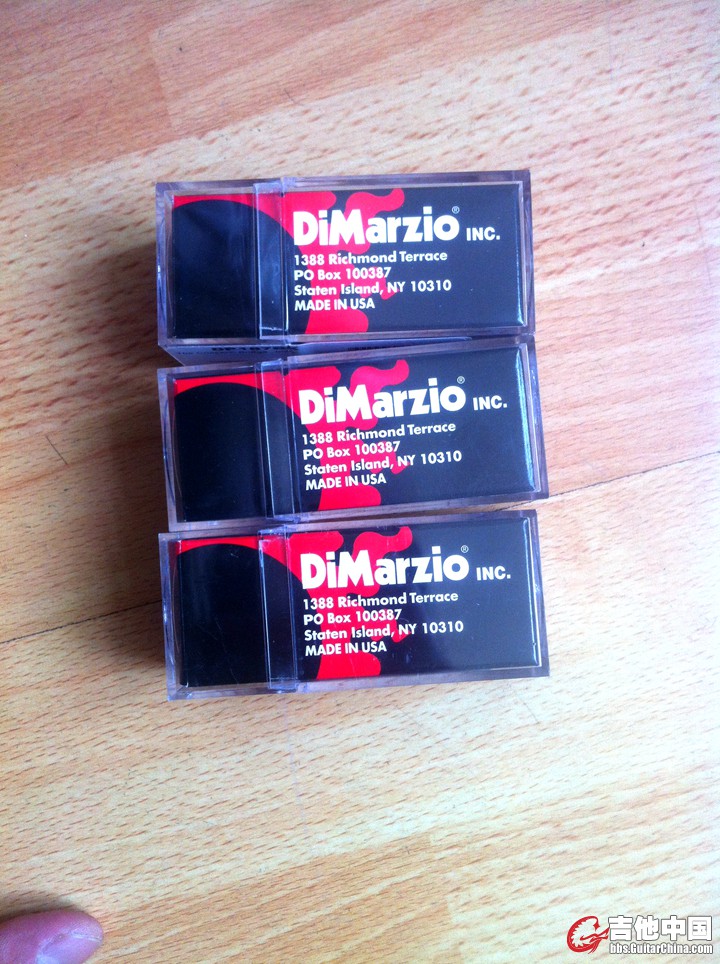 DiMarzio® INC.
1388 Richmond Terrace
PO Box 100387
Staten Island, NY 10310
MADE IN USA
DiMarzio® INC.
1388 Richmond Terrace
PO Box 100387
Staten Island, NY 10310
MADE IN USA
DiMarzio® INC.
1388 Richmond Terrace
PO Box 100387
Staten Island, NY 10310
MADE IN USA
吉他中国
bbs.GuitarChina.com